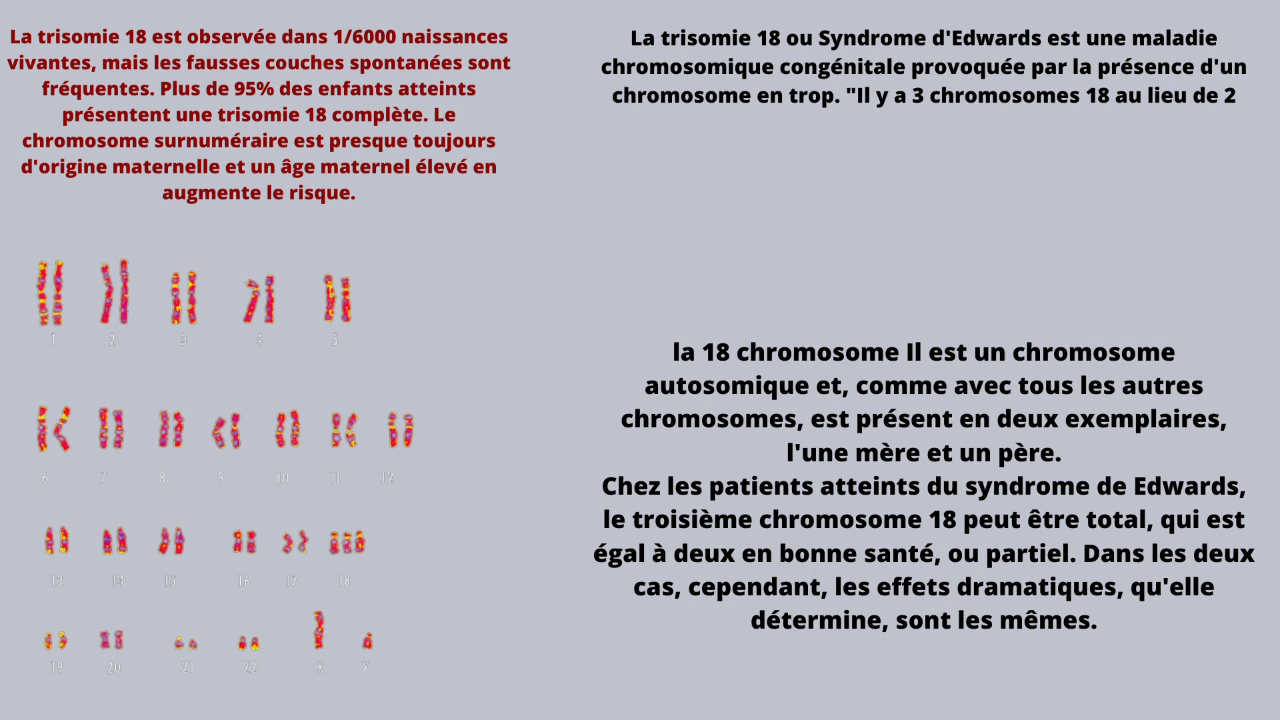 La trisomie 18 est observée dans 1/6000 naissances
vivantes, mais les fausses couches spontanées sont
fréquentes. Plus de 95% des enfants atteints
présentent une trisomie 18 complète. Le
chromosome surnuméraire est presque toujours
d'origine maternelle et un âge maternel élevé en
augmente le risque.
La trisomie 18 ou Syndrome d'Edwards est une maladie
chromosomique congénitale provoquée par la présence d'un
chromosome en trop. "Il y a 3 chromosomes 18 au lieu de 2
1 2 3 4 5
6 7 8 9 10 11 12
13 14 15 16 17 18
19 20 21 22 X Y
la 18 chromosome Il est un chromosome
autosomique et, comme avec tous les autres
chromosomes, est présent en deux exemplaires,
l'une mère et un père.
Chez les patients atteints du syndrome de Edwards,
le troisième chromosome 18 peut être total, qui est
égal à deux en bonne santé, ou partiel. Dans les deux
cas, cependant, les effets dramatiques, qu'elle
détermine, sont les mêmes.